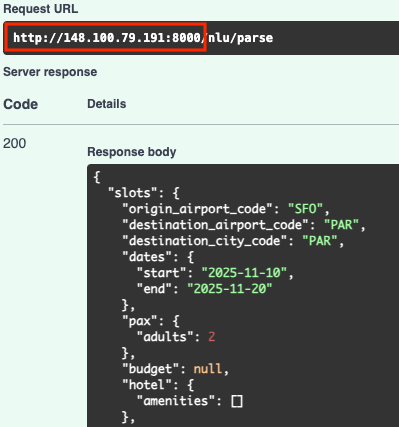 Request URL
http://148.100.79.191:8000/nlu/parse
Server response
Code Details
200
Response body
{
"slots": {
"origin_airport_code": "SFO",
"destination_airport_code": "PAR",
"destination_city_code": "PAR",
"dates": {
"start": "2025-11-10",
"end": "2025-11-20"
},
"pax": {
"adults": 2
},
"budget": null,
"hotel": {
"amenities": []
},